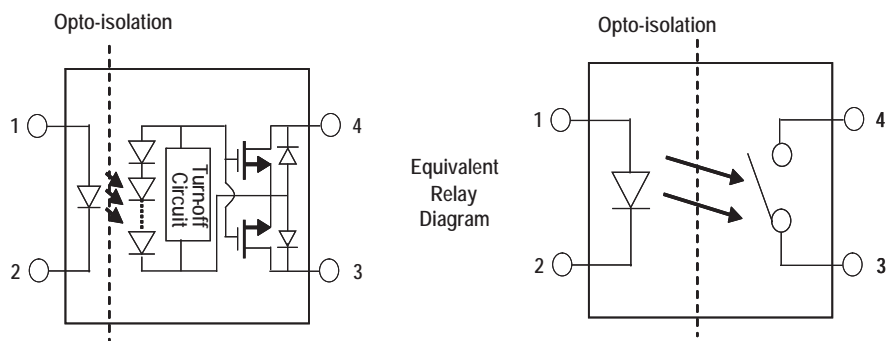 Opto-isolation
1
2
Turn-off
Circuit
4
3
Equivalent
Relay
Diagram
Opto-isolation
1
2
4
3